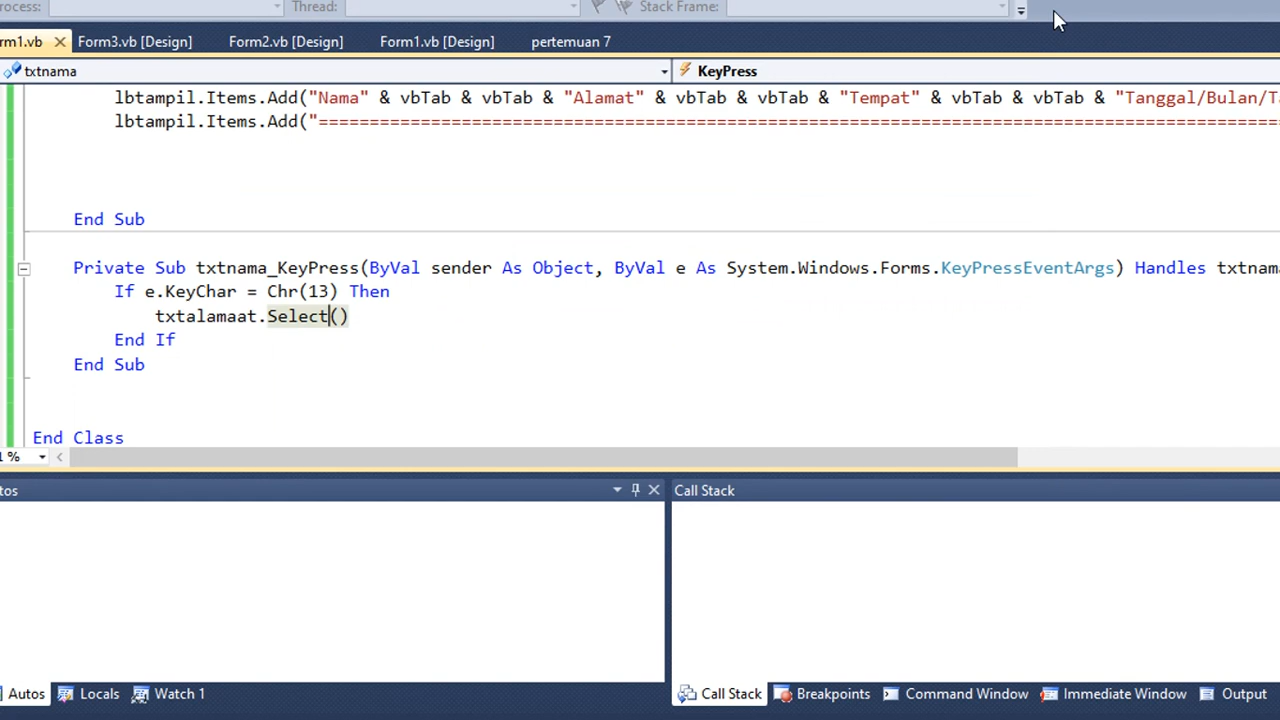 rocess: Thread: Stack Frame:
rm1.vb Form3.vb [Design] Form2.vb [Design] Form1.vb [Design] pertemuan 7
txtnama KeyPress
lbtampil.Items.Add("Nama" & vbTab & vbTab & "Alamat" & vbTab & vbTab & "Tempat" & vbTab & vbTab & "Tanggal/Bulan/T
lbtampil.Items.Add("==============================================================================================
End Sub
Private Sub txtnama_KeyPress(ByVal sender As Object, ByVal e As System.Windows.Forms.KeyPressEventArgs) Handles txtnam
If e.KeyChar = Chr(13) Then
txtalamaat.Select()
End If
End Sub
End Class
%
tos Call Stack
Autos Locals Watch 1 Call Stack Breakpoints Command Window Immediate Window Output